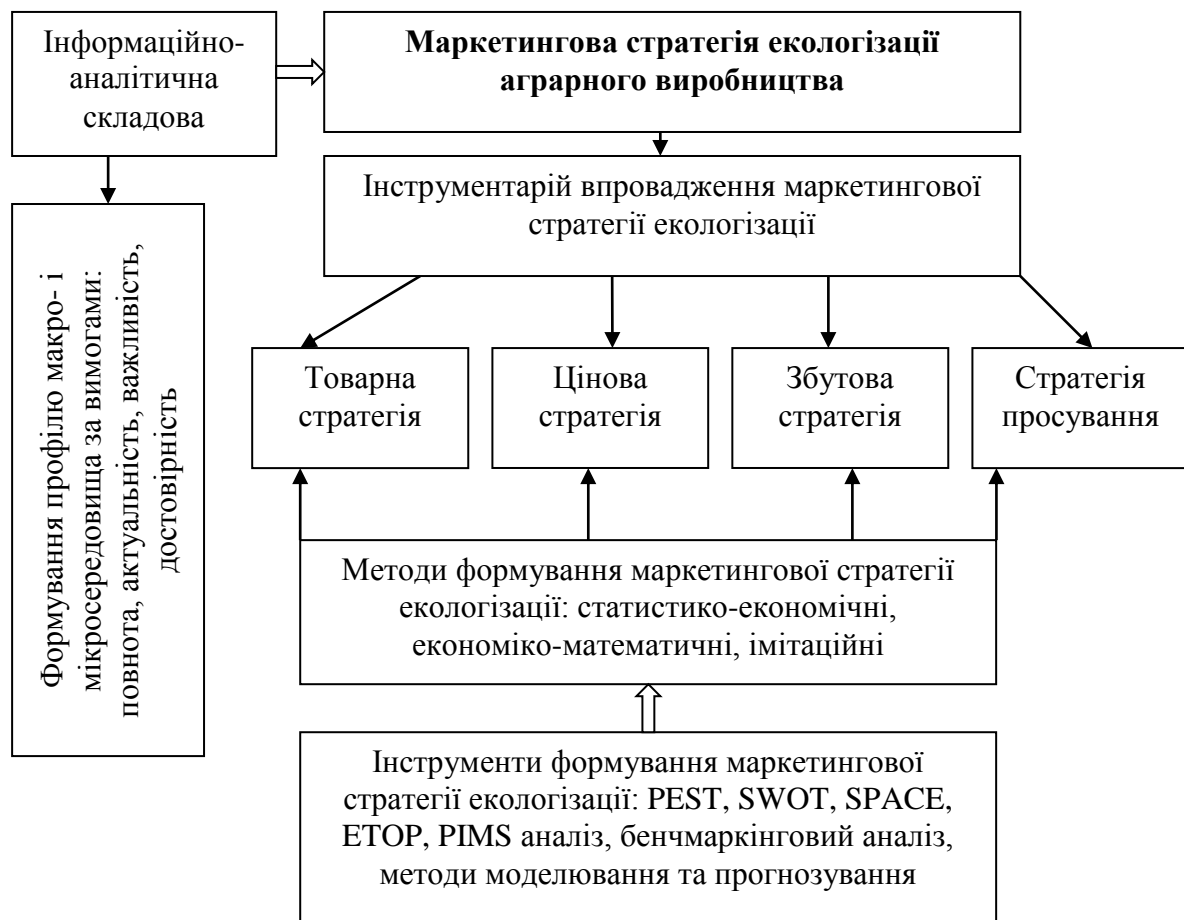 Інформаційно-
аналітична
складова
Маркетингова стратегія екологізації
аграрного виробництва
Інструментарій впровадження маркетингової
стратегії екологізації
Формування профілю макро- і
мікросередовища за вимогами:
повнота, актуальність, важливість,
достовірність
Товарна
стратегія
Цінова
стратегія
Збутова
стратегія
Стратегія
просування
Методи формування маркетингової стратегії
екологізації: статистико-економічні,
економіко-математичні, імітаційні
Інструменти формування маркетингової
стратегії екологізації: PEST, SWOT, SPACE,
ETOP, PIMS аналіз, бенчмаркінговий аналіз,
методи моделювання та прогнозування